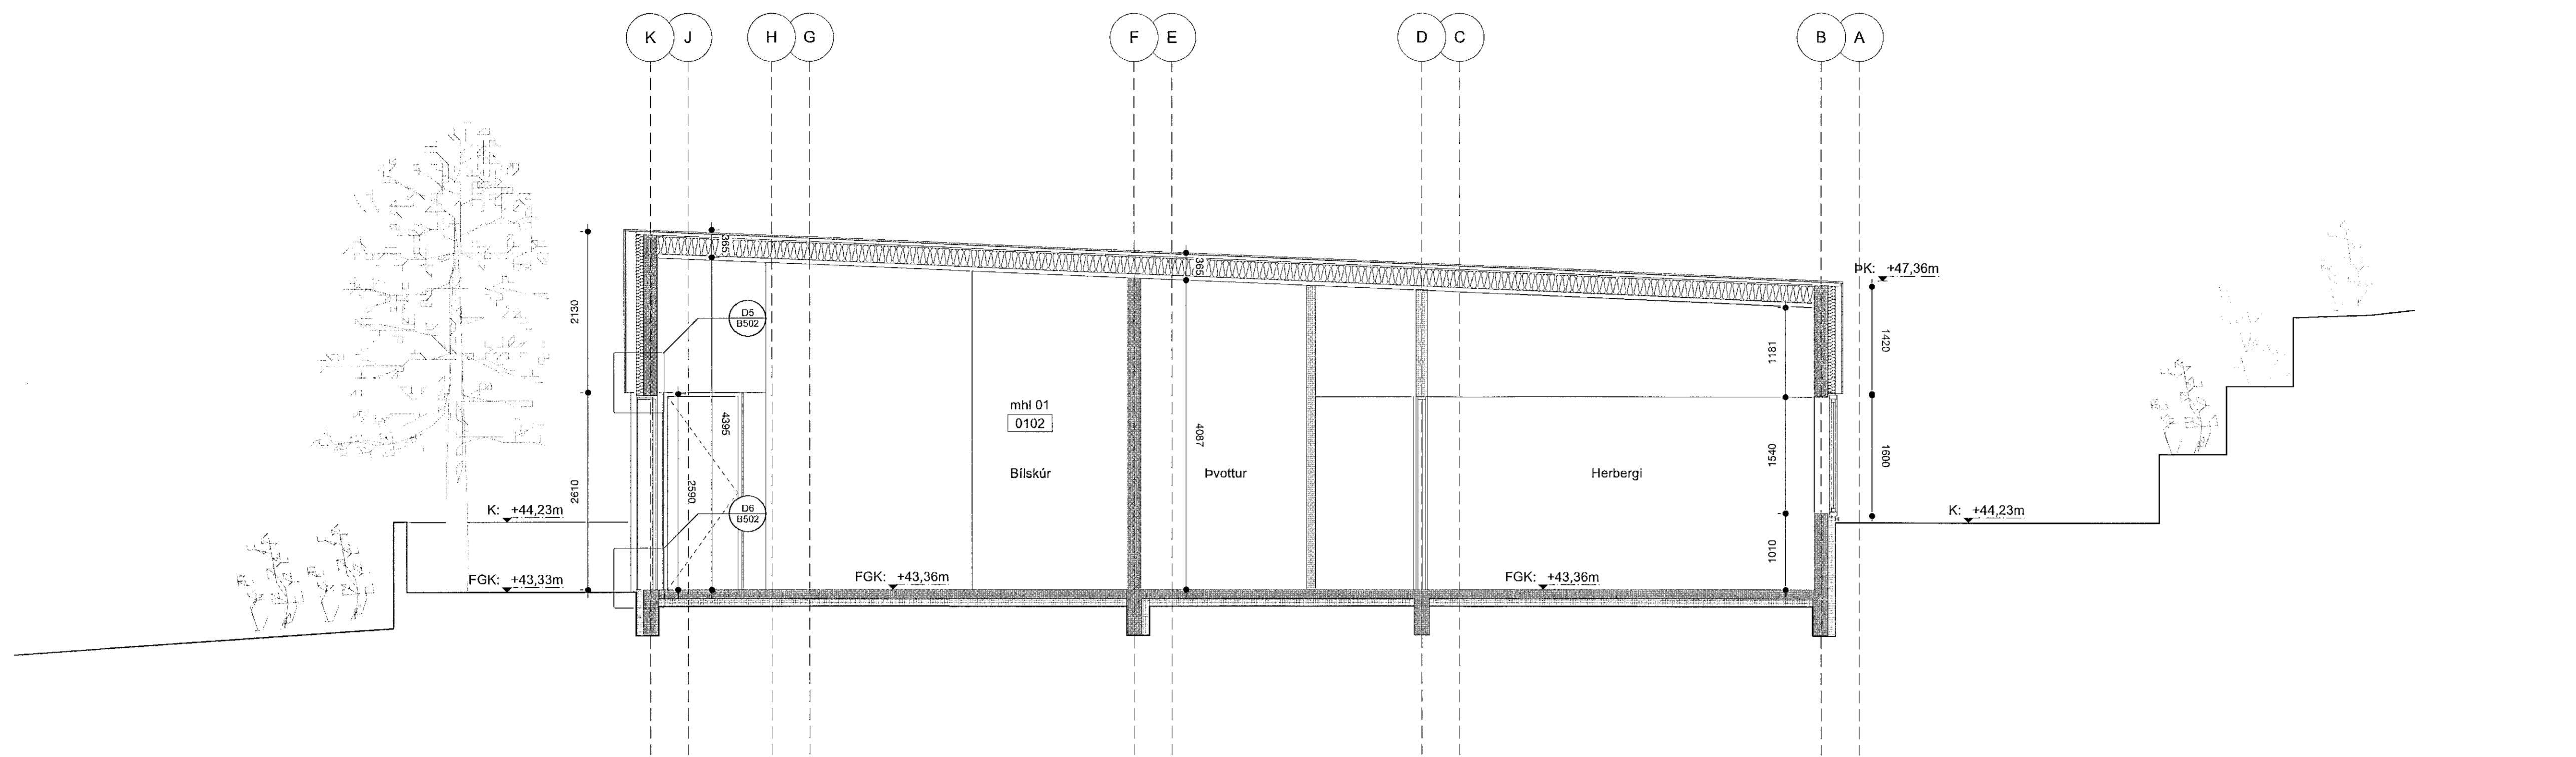 K J H G F E D C B A
365
365
ÞK: +47,36m
2130
D5
B502
1181
1420
mhl 01
0102
4395
4087
2610
2590
Bílskúr
Þvottur
1540
Herbergi
1600
K: +44,23m
D6
B502
K: +44,23m
1010
FGK: +43,33m
FGK: +43,36m
FGK: +43,36m